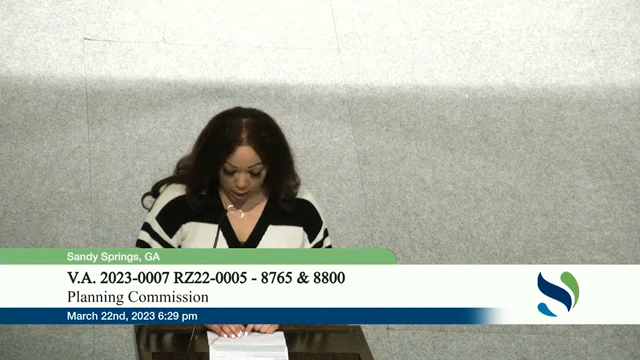 Sandy Springs, GA
V.A. 2023-0007 RZ22-0005 - 8765 & 8800
Planning Commission
March 22nd, 2023 6:29 pm